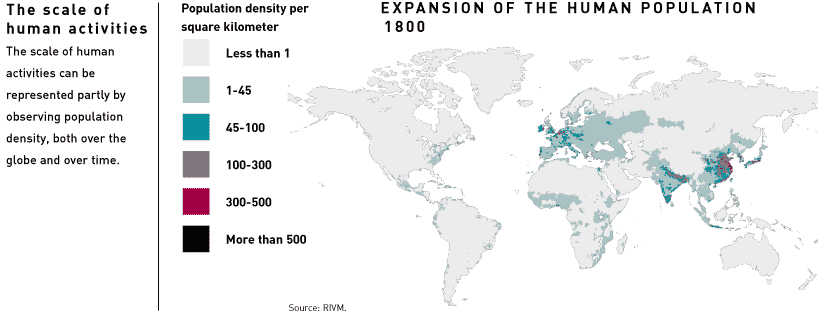 The scale of
human activities
The scale of human
activities can be
represented partly by
observing population
density, both over the
globe and over time.
Population density per
square kilometer
Less than 1
1-45
45-100
100-300
300-500
More than 500
EXPANSION OF THE HUMAN POPULATION
1800
Source: RIVM.